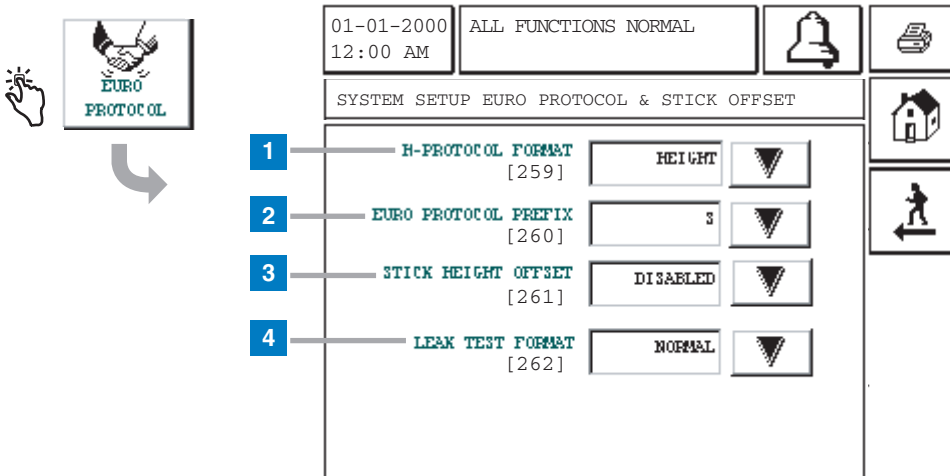 EURO
PROTOCOL
01-01-2000
12:00 AM
ALL FUNCTIONS NORMAL
SYSTEM SETUP EURO PROTOCOL & STICK OFFSET
1
H-PROTOCOL FORMAT
[259]
HEIGHT
2
EURO PROTOCOL PREFIX
[260]
S
3
STICK HEIGHT OFFSET
[261]
DISABLED
4
LEAK TEST FORMAT
[262]
NORMAL